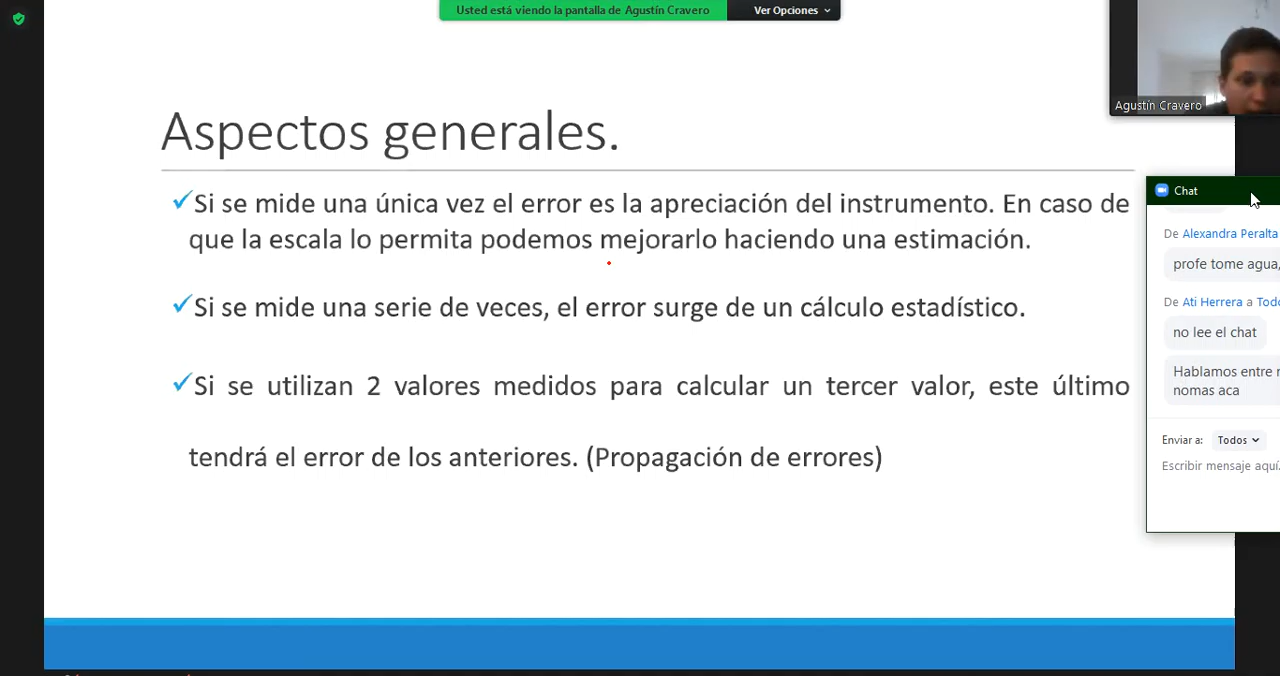 Usted está viendo la pantalla de Agustín Cravero
Ver Opciones
Agustín Cravero
Aspectos generales.
Si se mide una única vez el error es la apreciación del instrumento. En caso de
que la escala lo permita podemos mejorarlo haciendo una estimación.
Si se mide una serie de veces, el error surge de un cálculo estadístico.
Si se utilizan 2 valores medidos para calcular un tercer valor, este último
tendrá el error de los anteriores. (Propagación de errores)
Chat
De Alexandra Peralta
profe tome agua,
De Ati Herrera a Todo
no lee el chat
Hablamos entre
nomas aca
Enviar a: Todos
Escribir mensaje aquí